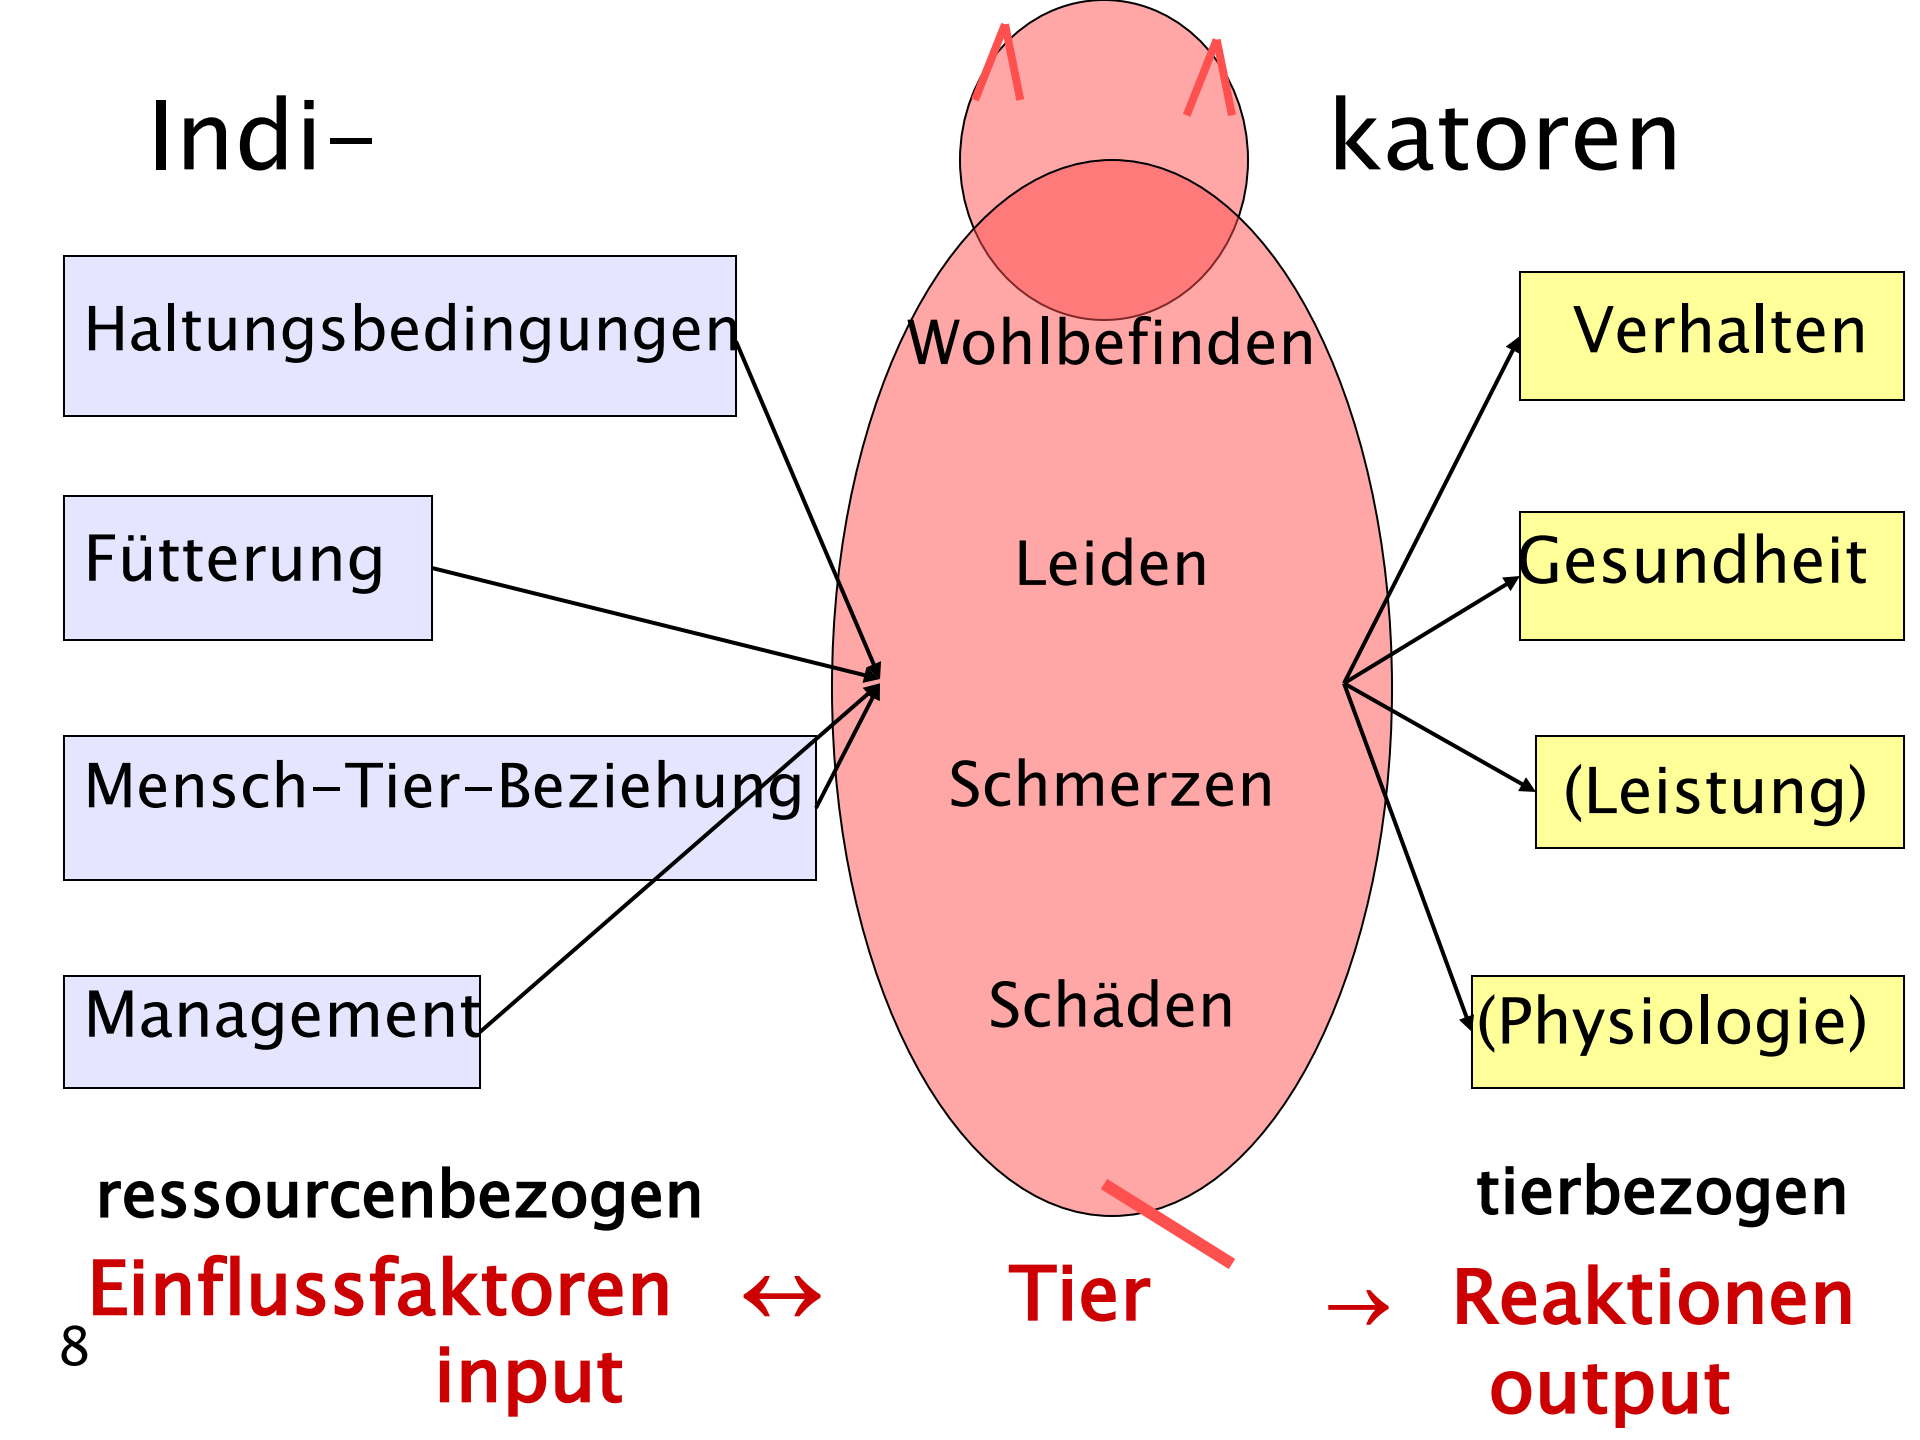 Indi-
katoren
Haltungsbedingungen
Fütterung
Mensch-Tier-Beziehung
Management
Wohlbefinden
Leiden
Schmerzen
Schäden
Verhalten
Gesundheit
(Leistung)
(Physiologie)
ressourcenbezogen
tierbezogen
Einflussfaktoren ↔ Tier → Reaktionen
input
output
8